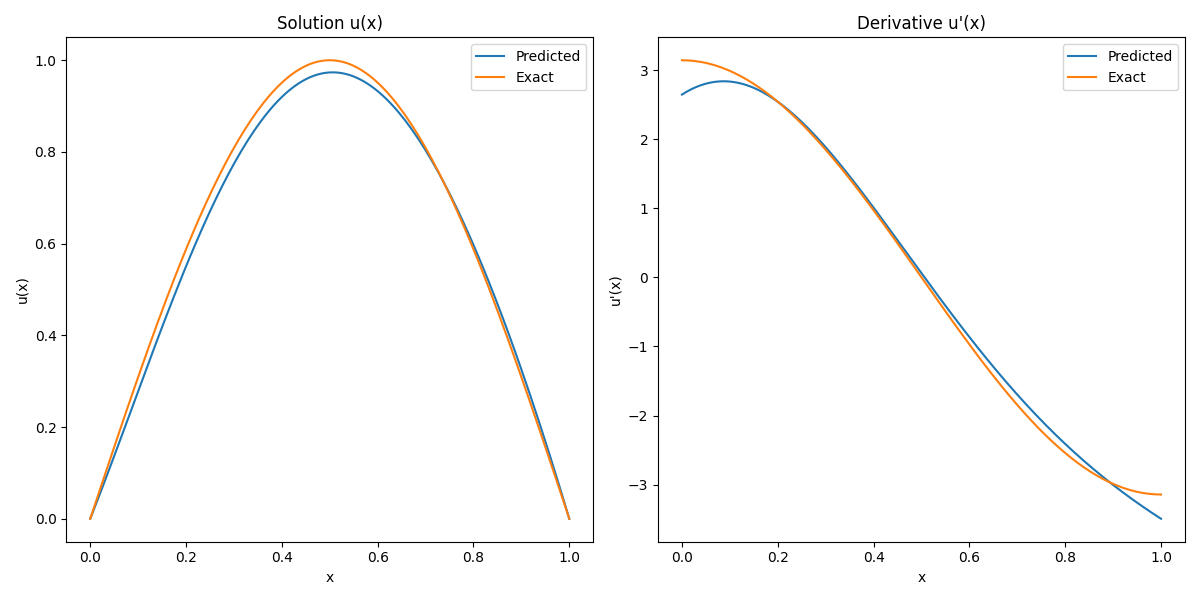 Solution u(x)
Predicted
Exact
1.0
0.8
0.6
0.4
0.2
0.0
u(x)
0.0 0.2 0.4 0.6 0.8 1.0
x
Derivative u'(x)
Predicted
Exact
3
2
1
0
−1
−2
−3
u'(x)
0.0 0.2 0.4 0.6 0.8 1.0
x